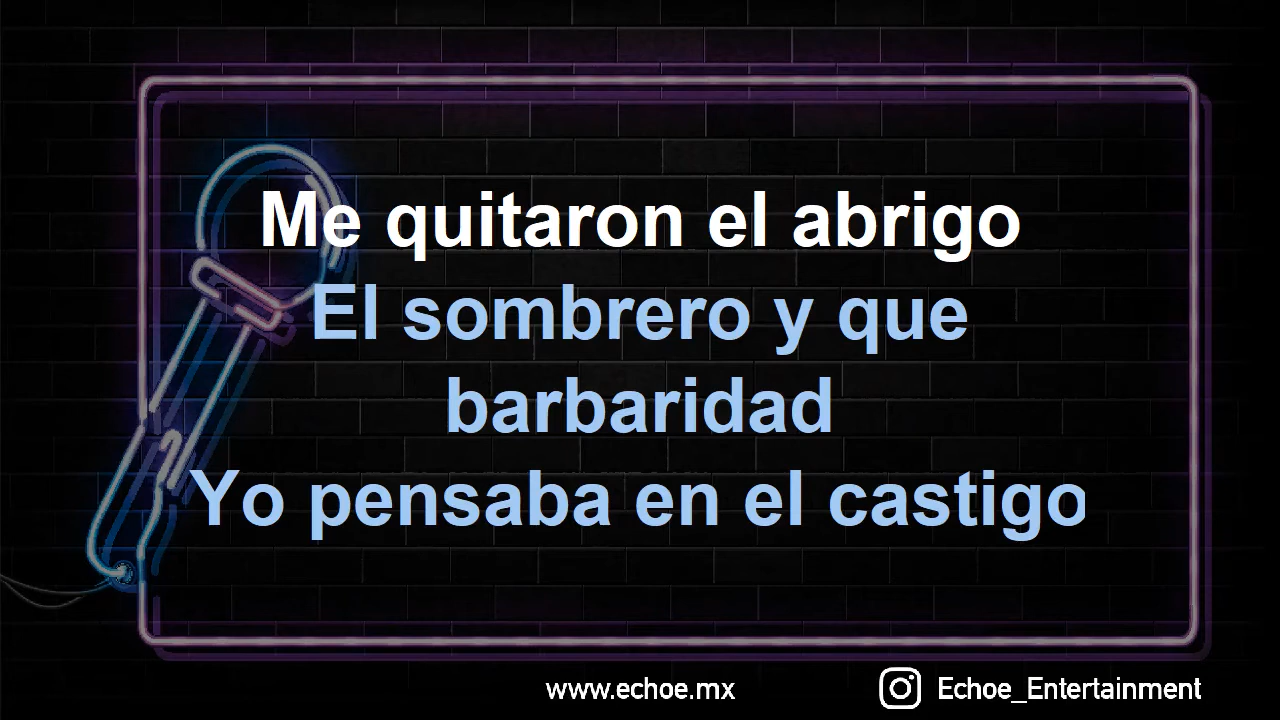 Me quitaron el abrigo
El sombrero y que
barbaridad
Yo pensaba en el castigo
www.echoe.mx
Echoe_Entertainment